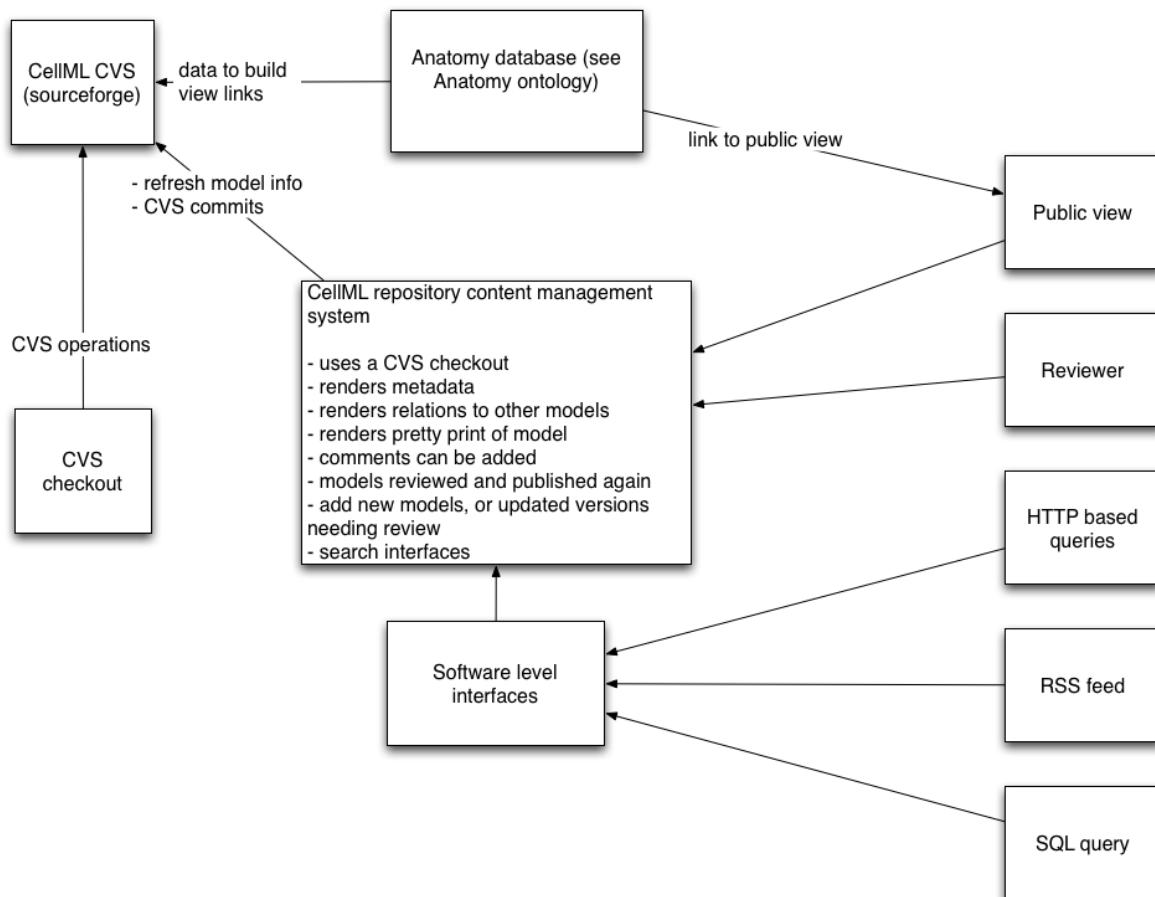 CellML CVS
(sourceforge)
data to build
view links
Anatomy database (see
Anatomy ontology)
link to public view
- refresh model info
- CVS commits
Public view
CellML repository content management
system
- uses a CVS checkout
- renders metadata
- renders relations to other models
- renders pretty print of model
- comments can be added
- models reviewed and published again
- add new models, or updated versions
needing review
- search interfaces
CVS operations
Reviewer
CVS
checkout
HTTP based
queries
Software level
interfaces
RSS feed
SQL query